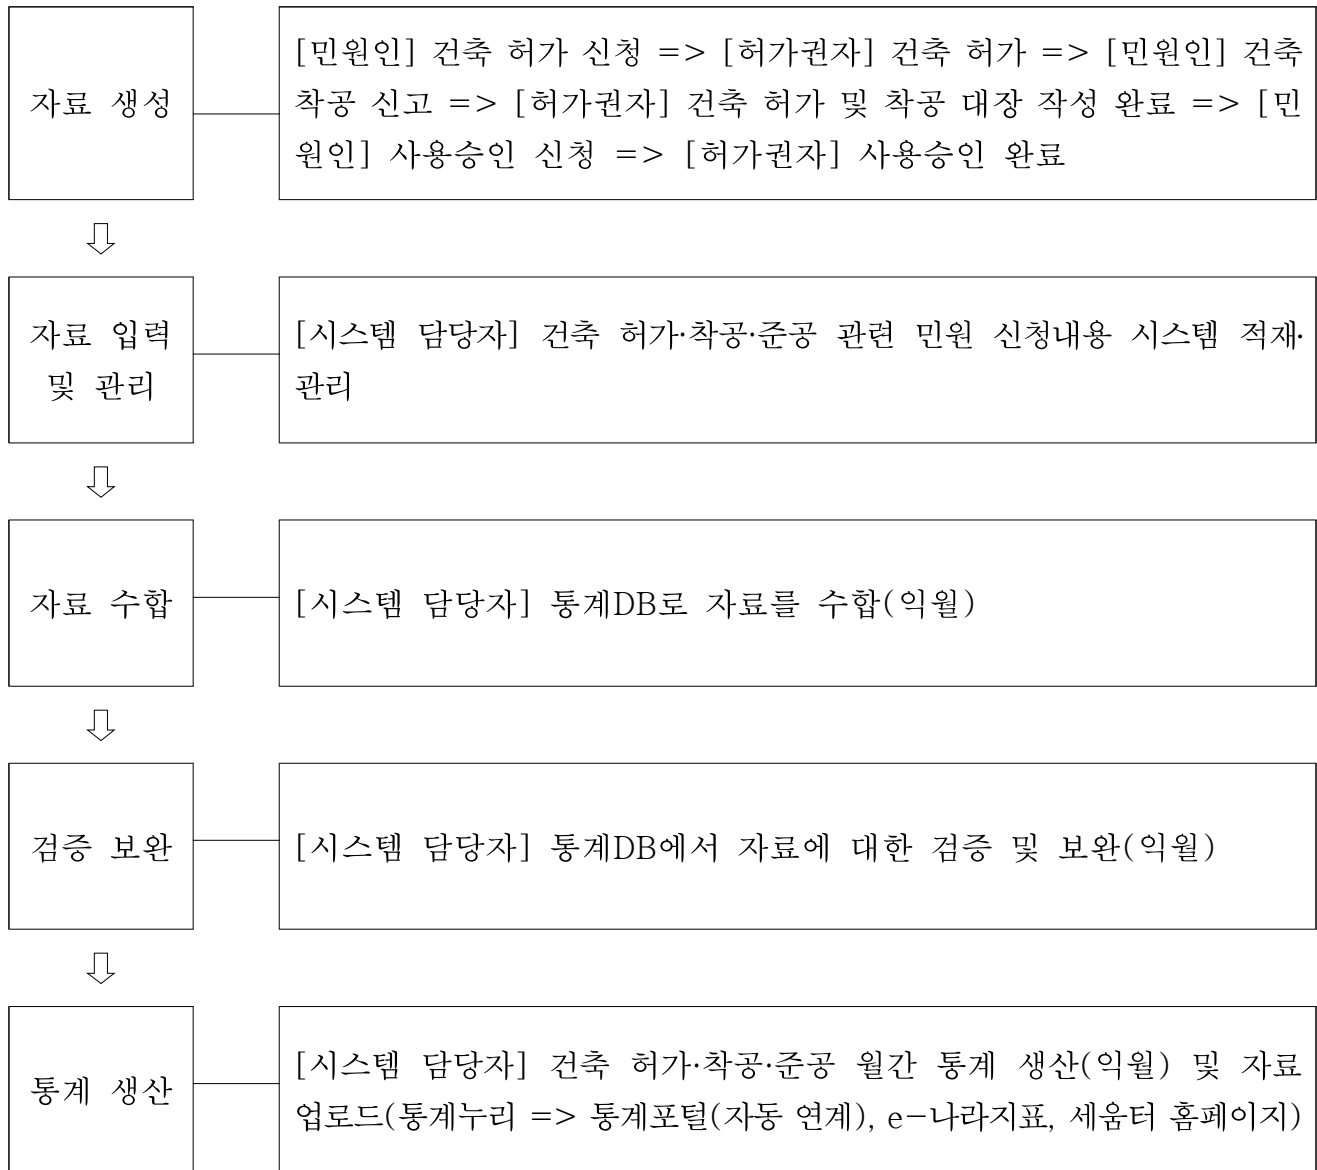 자료 생성
[민원인] 건축 허가 신청 => [허가권자] 건축 허가 => [민원인] 건축
착공 신고 => [허가권자] 건축 허가 및 착공 대장 작성 완료 => [민
원인] 사용승인 신청 => [허가권자] 사용승인 완료
⇩
자료 입력
및 관리
[시스템 담당자] 건축 허가·착공·준공 관련 민원 신청내용 시스템 적재·
관리
⇩
자료 수합
[시스템 담당자] 통계DB로 자료를 수합(익월)
⇩
검증 보완
[시스템 담당자] 통계DB에서 자료에 대한 검증 및 보완(익월)
⇩
통계 생산
[시스템 담당자] 건축 허가·착공·준공 월간 통계 생산(익월) 및 자료
업로드(통계누리 => 통계포털(자동 연계), e-나라지표, 세움터 홈페이지)